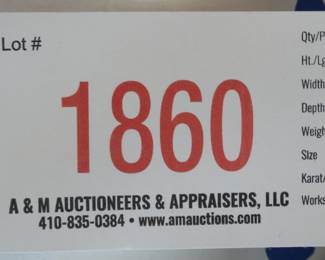 Lot #
1860
A & M AUCTIONEERS & APPRAISERS, LLC
410-835-0384 • www.amauctions.com
Qty/P
Ht./Lg
Width
Depth
Weigh
Size
Karat/
Works